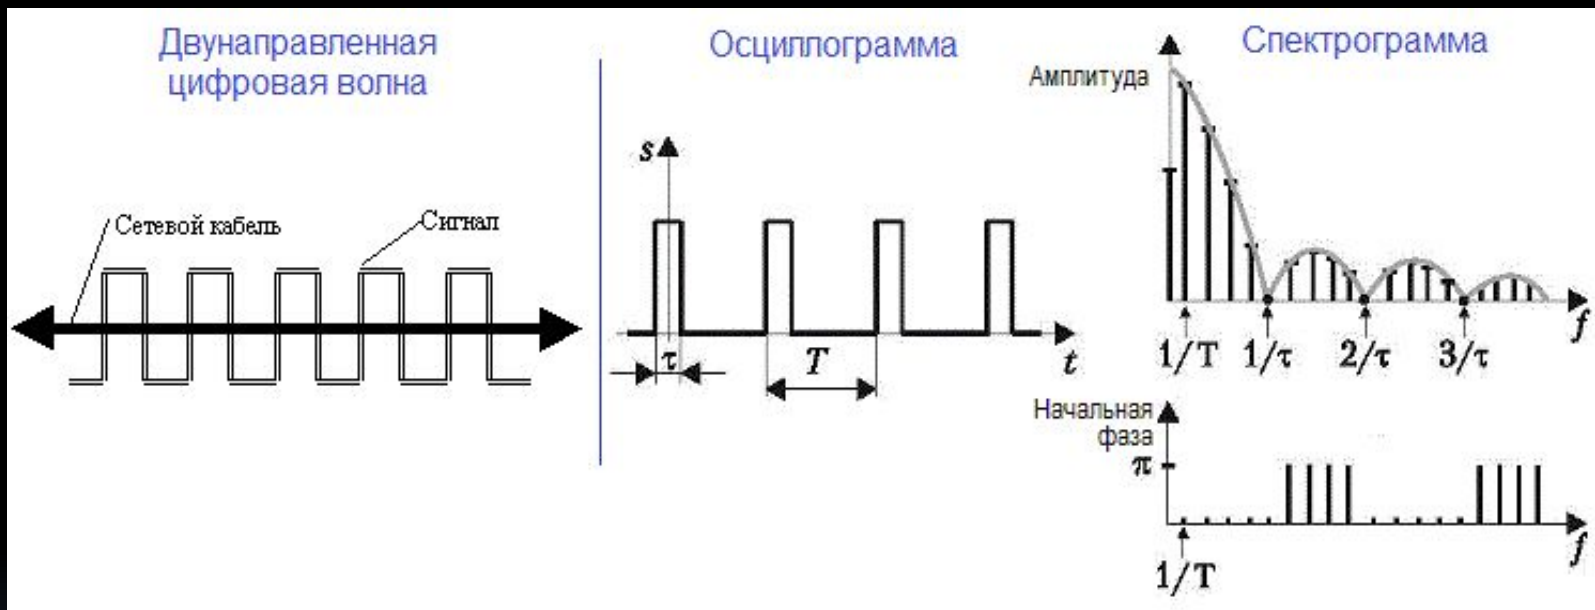 Двунаправленная
цифровая волна
Сетевой кабель
Сигнал
Осциллограмма
s
τ
T
t
Спектрограмма
Амплитуда
f
1/T 1/τ 2/τ 3/τ
Начальная
фаза
π
f
1/T